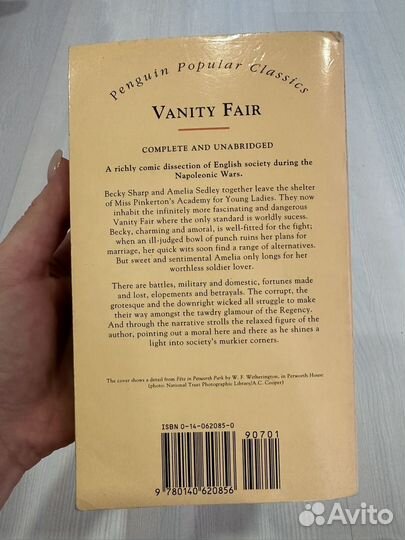 Penguin Popular Classics
VANITY FAIR
COMPLETE AND UNABRIDGED
A richly comic dissection of English society during the
Napoleonic Wars.
Becky Sharp and Amelia Sedley together leave the shelter
of Miss Pinkerton's Academy for Young Ladies. They now
inhabit the infinitely more fascinating and dangerous
Vanity Fair where the only standard is worldly sucess.
Becky, charming and amoral, is well-fitted for the fight;
when an ill-judged bowl of punch ruins her plans for
marriage, her quick wits soon find a range of alternatives.
But sweet and sentimental Amelia only longs for her
worthless soldier lover.
There are battles, military and domestic, fortunes made
and lost, elopements and betrayals. The corrupt, the
grotesque and the downright wicked all struggle to make
their way amongst the tawdry glamour of the Regency.
And through the narrative strolls the relaxed figure of the
author, pointing out a moral here and there as he shines a
light into society's murkier corners.
The cover shows a detail from Fête in Petworth Park by W. F. Witherington, in Petworth House
(photo: National Trust Photographic Library/A.C. Cooper)
ISBN 0-14-062085-0
90701
9 780140 620856
Avito